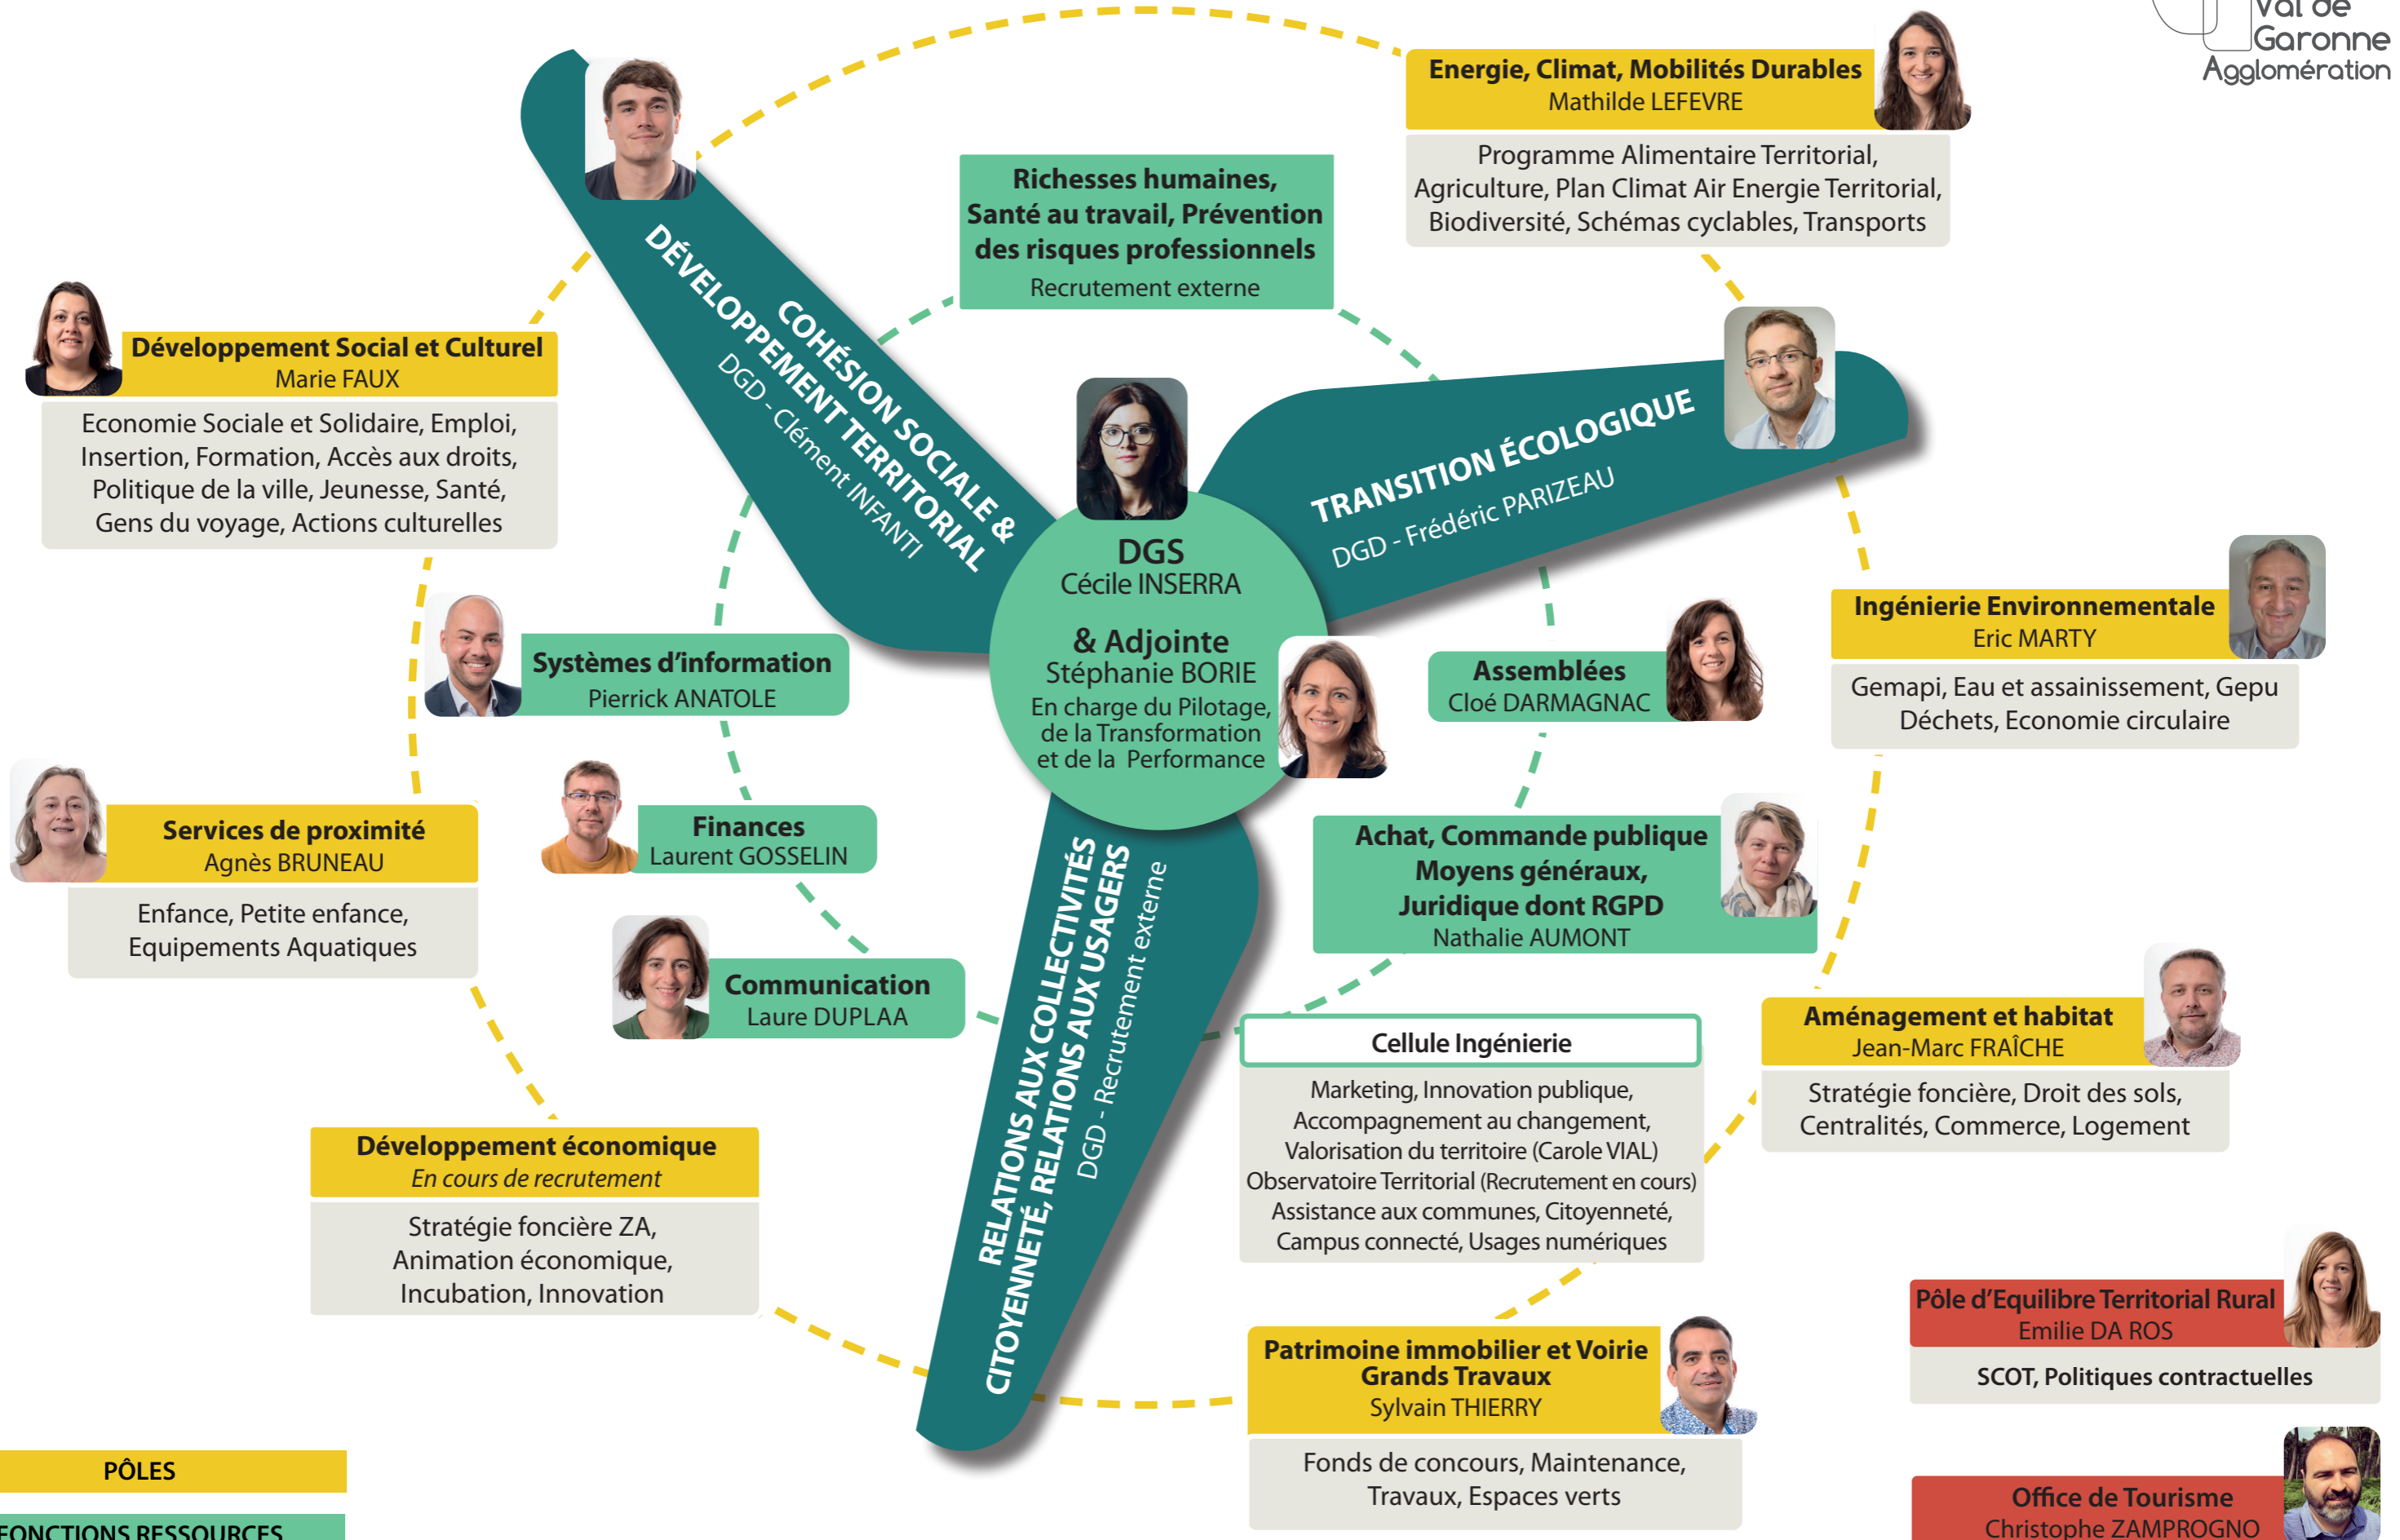 Val de
Garonne
Agglomération
Energie, Climat, Mobilités Durables
Mathilde LEFEVRE
Programme Alimentaire Territorial,
Agriculture, Plan Climat Air Energie Territorial,
Biodiversité, Schémas cyclables, Transports
Richesses humaines,
Santé au travail, Prévention
des risques professionnels
Recrutement externe
COHÉSION SOCIALE &
DÉVELOPPEMENT TERRITORIAL
DGD - Clément INFANTI
TRANSITION ÉCOLOGIQUE
DGD - Frédéric PARIZEAU
Développement Social et Culturel
Marie FAUX
Economie Sociale et Solidaire, Emploi,
Insertion, Formation, Accès aux droits,
Politique de la ville, Jeunesse, Santé,
Gens du voyage, Actions culturelles
DGS
Cécile INSERRA
& Adjointe
Stéphanie BORIE
En charge du Pilotage,
de la Transformation
et de la Performance
Systèmes d'information
Pierrick ANATOLE
Assemblées
Cloé DARMAGNAC
Ingénierie Environnementale
Eric MARTY
Gemapi, Eau et assainissement, Gepu
Déchets, Economie circulaire
Services de proximité
Agnès BRUNEAU
Enfance, Petite enfance,
Equipements Aquatiques
Finances
Laurent GOSSELIN
Achat, Commande publique
Moyens généraux,
Juridique dont RGPD
Nathalie AUMONT
Communication
Laure DUPLAA
RELATIONS AUX COLLECTIVITÉS
CITOYENNETÉ, RELATIONS AUX USAGERS
DGD - Recrutement externe
Cellule Ingénierie
Marketing, Innovation publique,
Accompagnement au changement,
Valorisation du territoire (Carole VIAL)
Observatoire Territorial (Recrutement en cours)
Assistance aux communes, Citoyenneté,
Campus connecté, Usages numériques
Aménagement et habitat
Jean-Marc FRAÎCHE
Stratégie foncière, Droit des sols,
Centralités, Commerce, Logement
Développement économique
En cours de recrutement
Stratégie foncière ZA,
Animation économique,
Incubation, Innovation
Patrimoine immobilier et Voirie
Grands Travaux
Sylvain THIERRY
Fonds de concours, Maintenance,
Travaux, Espaces verts
Pôle d'Equilibre Territorial Rural
Emilie DA ROS
SCOT, Politiques contractuelles
Office de Tourisme
Christophe ZAMPROGNO
PÔLES
FONCTIONS RESSOURCES